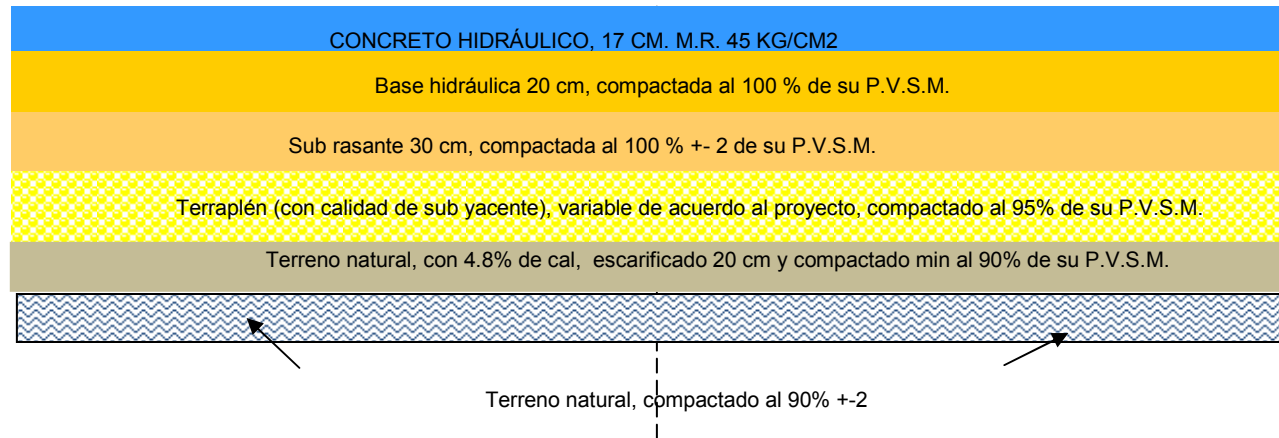 CONCRETO HIDRÁULICO, 17 CM. M.R. 45 KG/CM2
Base hidráulica 20 cm, compactada al 100 % de su P.V.S.M.
Sub rasante 30 cm, compactada al 100 % +- 2 de su P.V.S.M.
Terraplén (con calidad de sub yacente), variable de acuerdo al proyecto, compactado al 95% de su P.V.S.M.
Terreno natural, con 4.8% de cal, escarificado 20 cm y compactado min al 90% de su P.V.S.M.
Terreno natural, compactado al 90% +-2